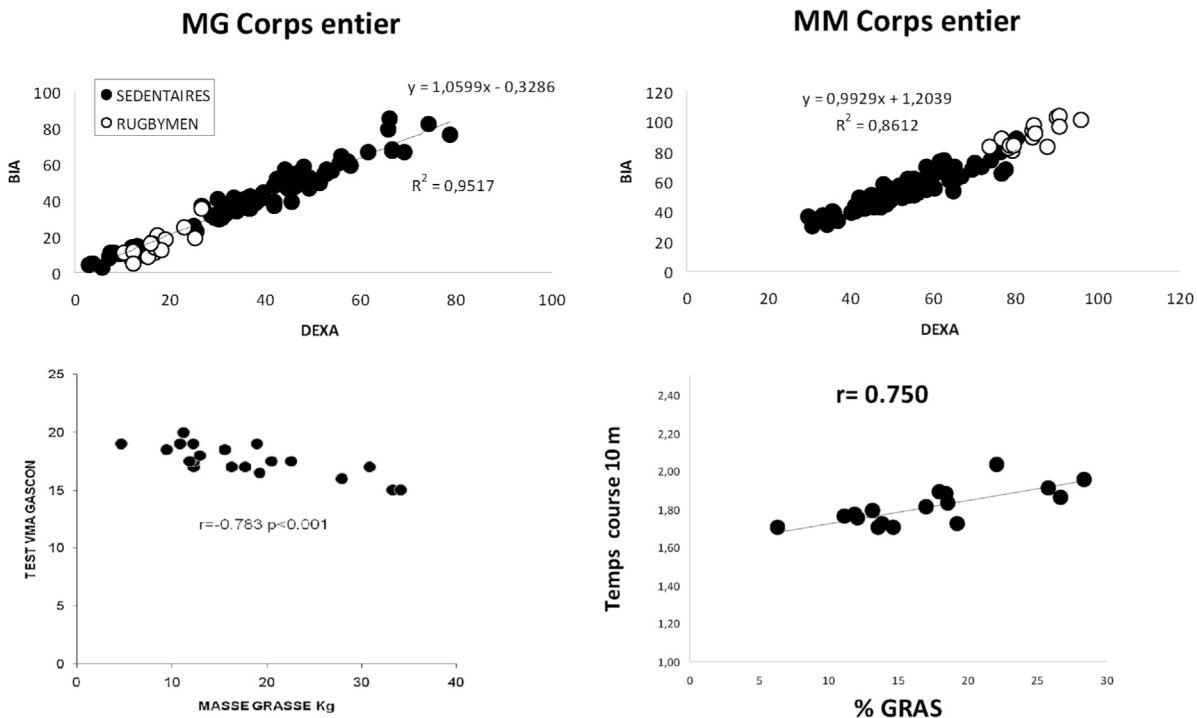 MG Corps entier
100
80
60
40
20
0
BIA
SEDENTAIRES
RUGBYMEN
y = 1,0599x - 0,3286
R² = 0,9517
0 20 40 60 80 100
DEXA
MM Corps entier
120
100
80
60
40
20
0
BIA
y = 0,9929x + 1,2039
R² = 0,8612
0 20 40 60 80 100 120
DEXA
25
20
15
10
5
0
TEST VMA GASCON
r=-0.783 p<0.001
0 10 20 30 40
MASSE GRASSE Kg
r= 0.750
2,40
2,20
2,00
1,80
1,60
1,40
1,20
1,00
Temps course 10 m
0 5 10 15 20 25 30
% GRAS